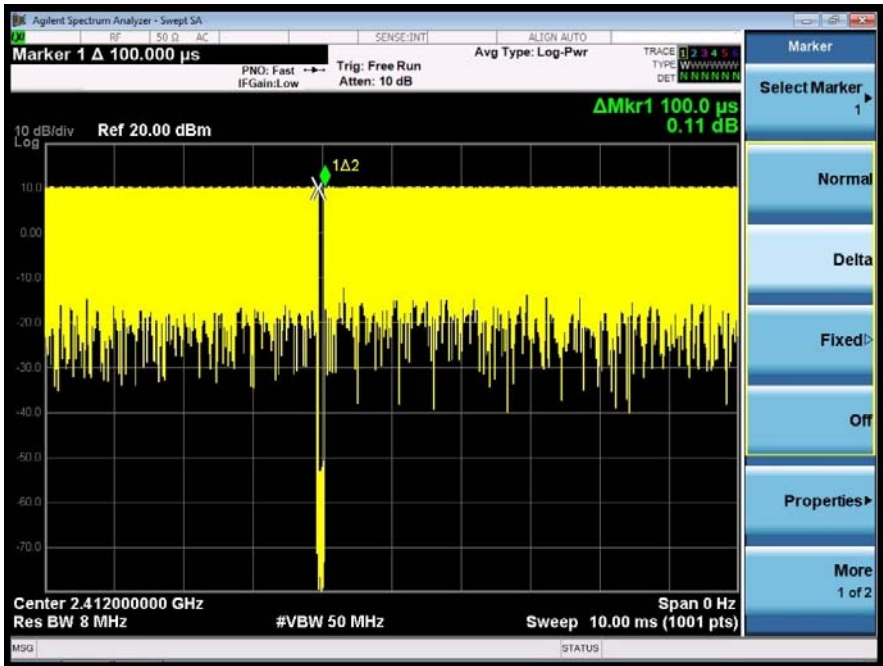 Agilent Spectrum Analyzer - Swept SA
RF 50 Ω AC SENSE:INT ALIGN AUTO
Marker 1 Δ 100.000 µs
PNO: Fast
IFGain:Low
Trig: Free Run
Atten: 10 dB
Avg Type: Log-Pwr
TRACE 1 2 3 4 5 6
TYPE WWWWWW
DET N N N N N N
ΔMkr1 100.0 µs
0.11 dB
10 dB/div Ref 20.00 dBm
Log
1Δ2
10.0
0.00
-10.0
-20.0
-30.0
-40.0
-50.0
-60.0
-70.0
Center 2.412000000 GHz
Span 0 Hz
Res BW 8 MHz
#VBW 50 MHz
Sweep 10.00 ms (1001 pts)
MSG
STATUS
Marker
Select Marker
1
Normal
Delta
Fixed
Off
Properties
More
1 of 2